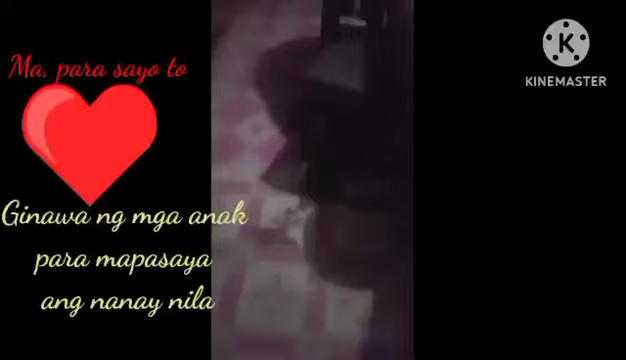 Ma, para sayo to
Ginawa ng mga anak
para mapasaya
ang nanay nila
K
KINEMASTER